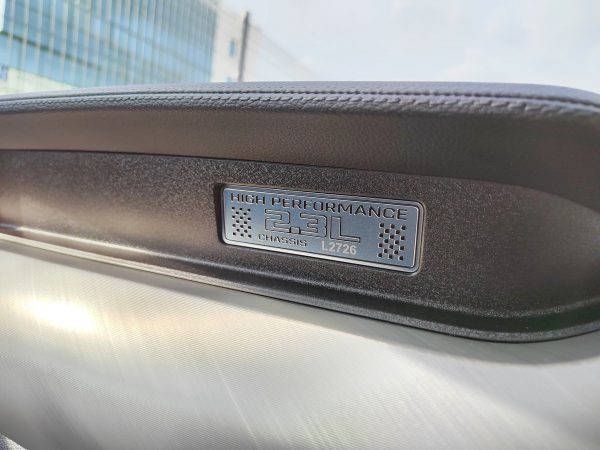 HIGH PERFORMANCE
2.3L
CHASSIS L2726